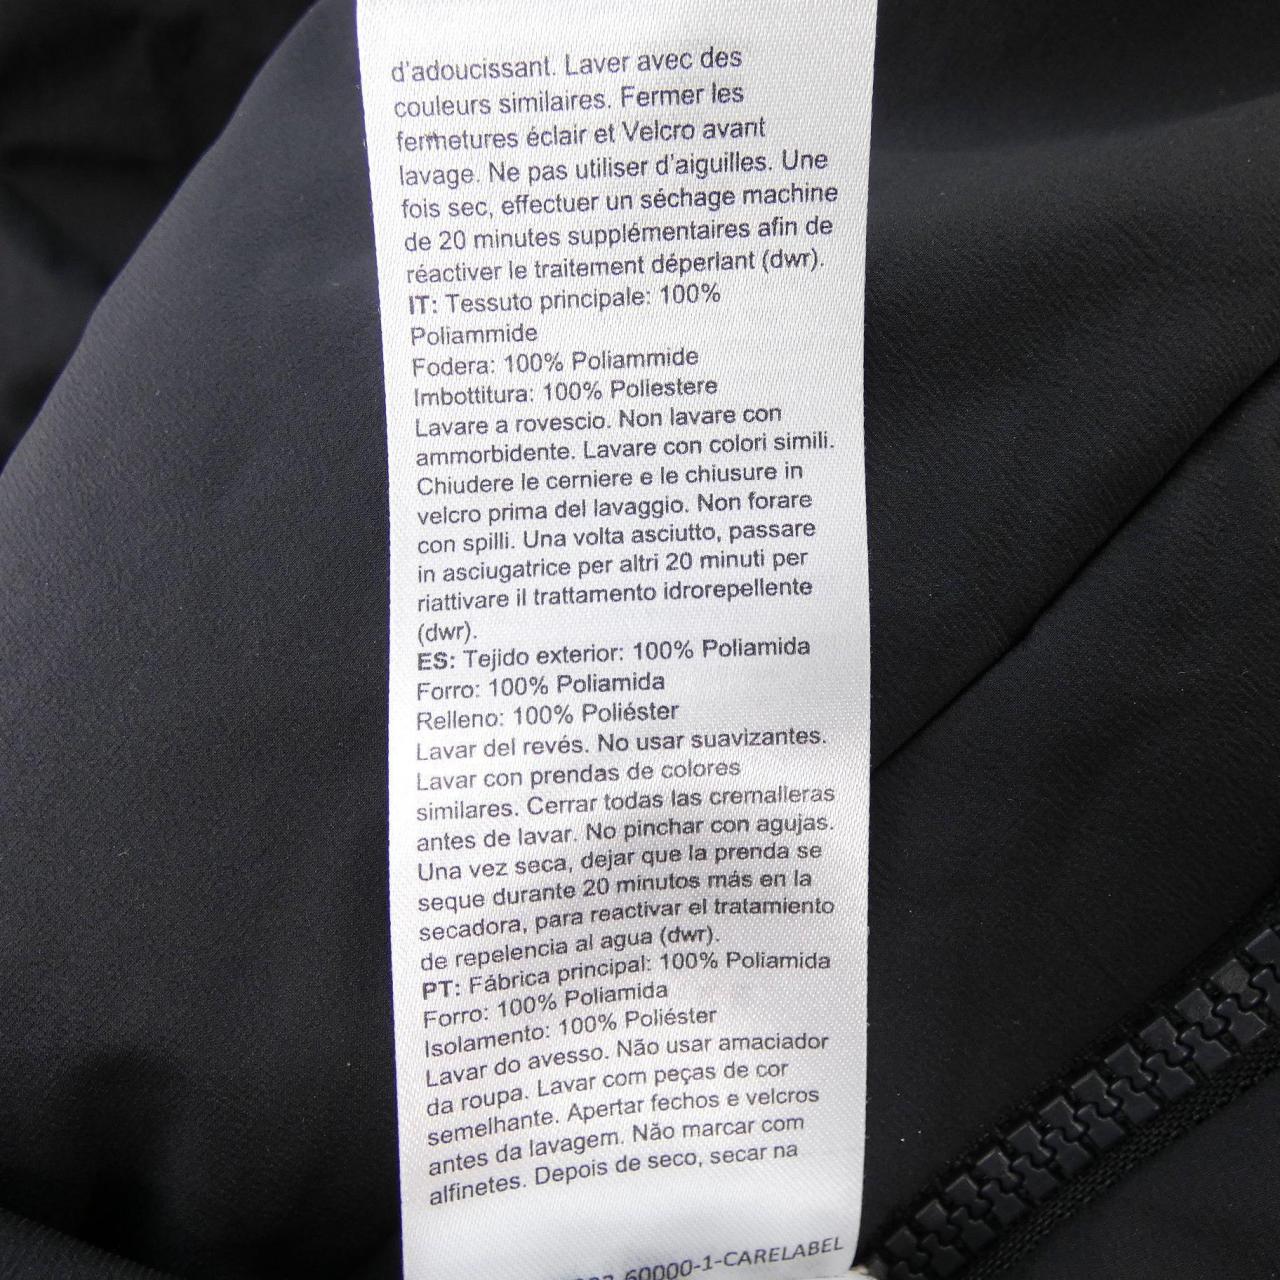 d'adoucissant. Laver avec des
couleurs similaires. Fermer les
fermetures éclair et Velcro avant
lavage. Ne pas utiliser d'aiguilles. Une
fois sec, effectuer un séchage machine
de 20 minutes supplémentaires afin de
réactiver le traitement déperlant (dwr).
IT: Tessuto principale: 100%
Poliammide
Fodera: 100% Poliammide
Imbottitura: 100% Poliestere
Lavare a rovescio. Non lavare con
ammorbidente. Lavare con colori simili.
Chiudere le cerniere e le chiusure in
velcro prima del lavaggio. Non forare
con spilli. Una volta asciutto, passare
in asciugatrice per altri 20 minuti per
riattivare il trattamento idrorepellente
(dwr).
ES: Tejido exterior: 100% Poliamida
Forro: 100% Poliamida
Relleno: 100% Poliéster
Lavar del revés. No usar suavizantes.
Lavar con prendas de colores
similares. Cerrar todas las cremalleras
antes de lavar. No pinchar con agujas.
Una vez seca, dejar que la prenda se
seque durante 20 minutos más en la
secadora, para reactivar el tratamiento
de repelencia al agua (dwr).
PT: Fábrica principal: 100% Poliamida
Forro: 100% Poliamida
Isolamento: 100% Poliéster
Lavar do avesso. Não usar amaciador
da roupa. Lavar com peças de cor
semelhante. Apertar fechos e velcros
antes da lavagem. Não marcar com
alfinetes. Depois de seco, secar na
60000-1-CARELABEL